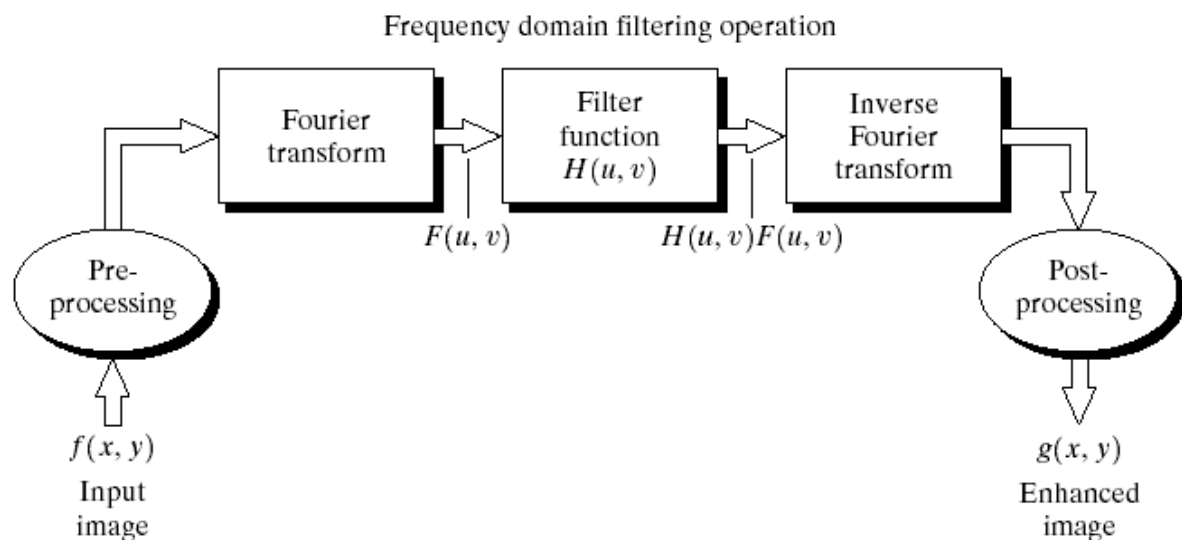 Frequency domain filtering operation
Fourier
transform
Filter
function
H(u, v)
Inverse
Fourier
transform
F(u, v)
H(u, v)F(u, v)
Pre-
processing
Post-
processing
f(x, y)
Input
image
g(x, y)
Enhanced
image